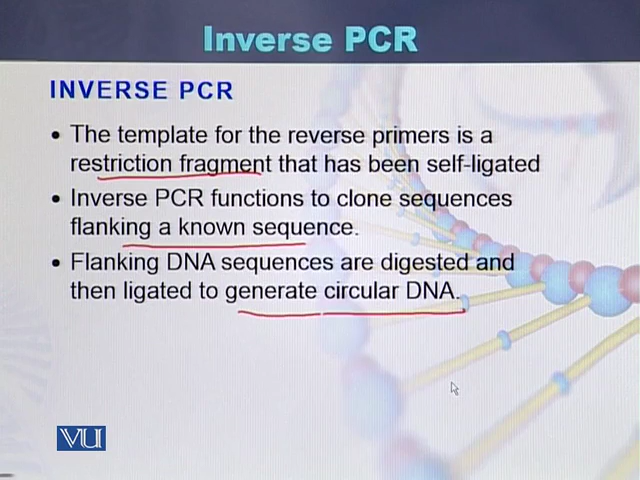 Inverse PCR
INVERSE PCR
• The template for the reverse primers is a
restriction fragment that has been self-ligated
• Inverse PCR functions to clone sequences
flanking a known sequence.
• Flanking DNA sequences are digested and
then ligated to generate circular DNA.
VU